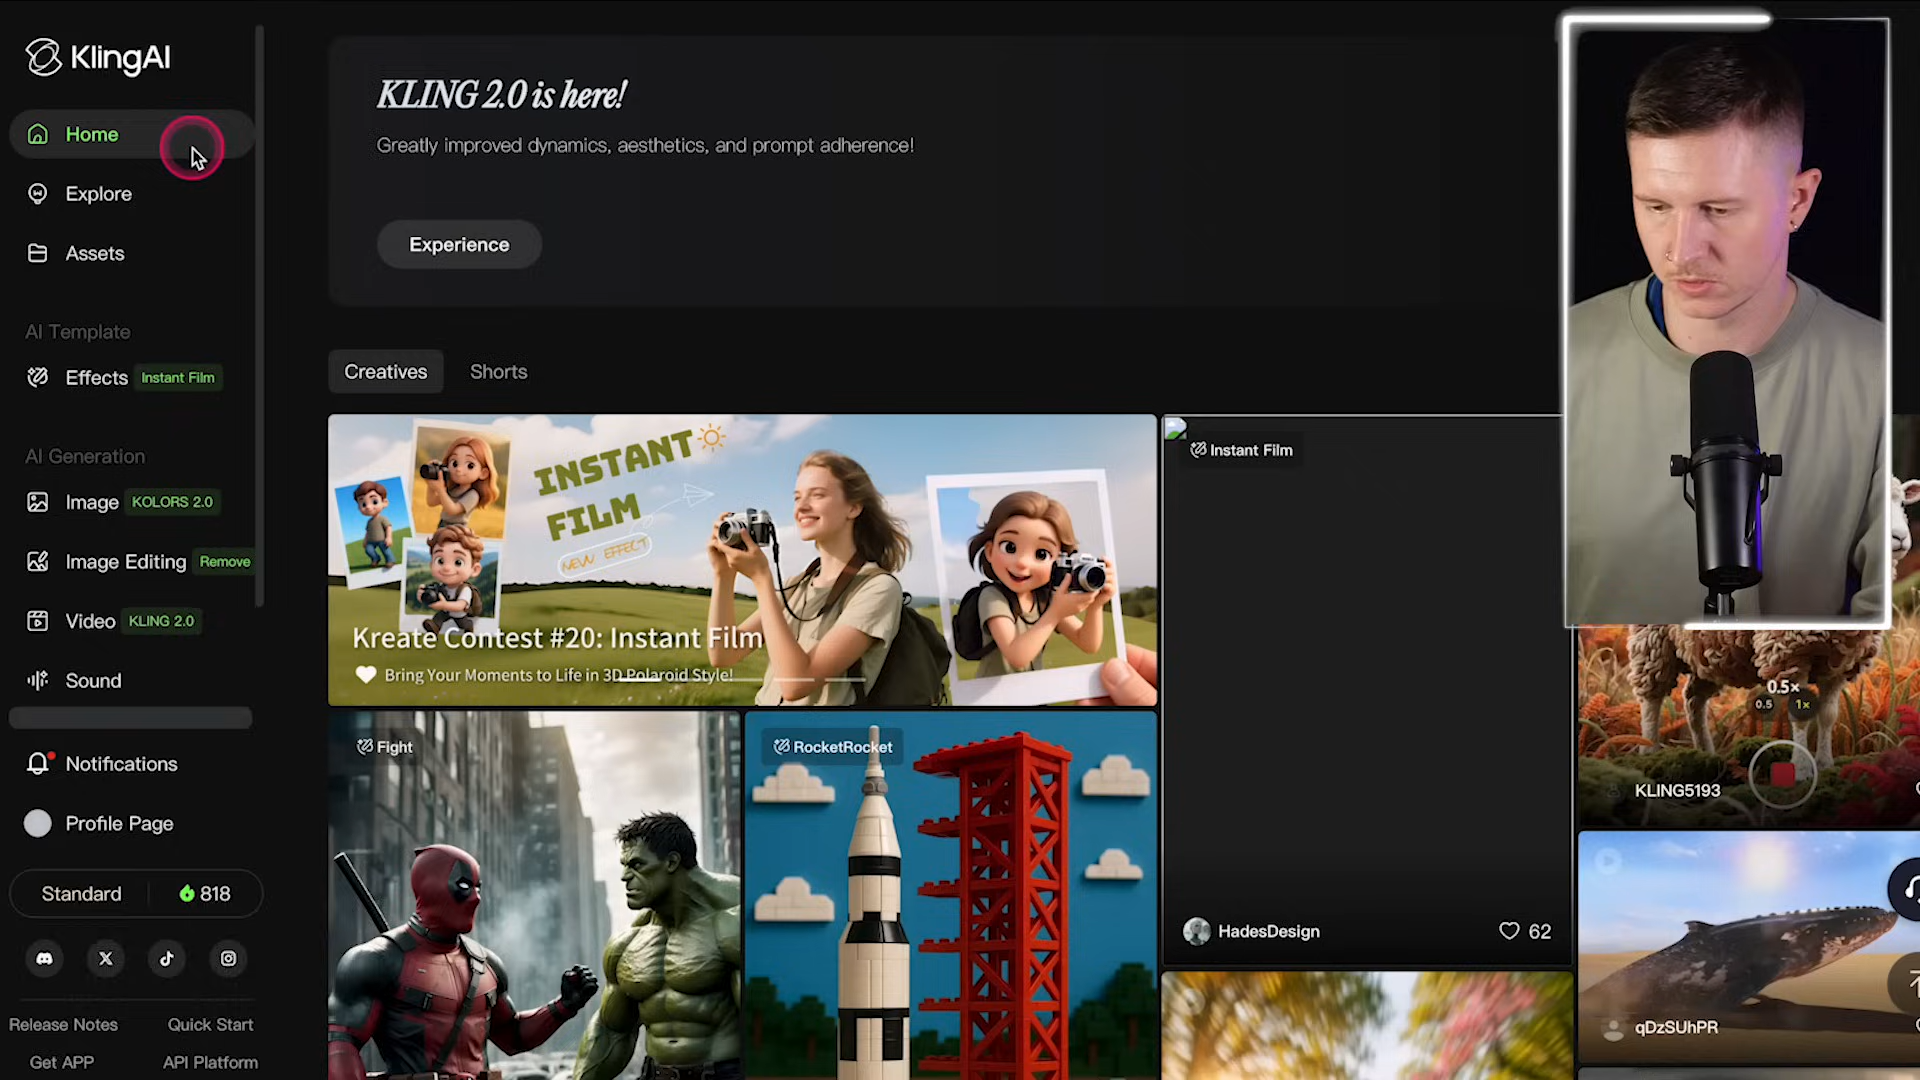 KlingAI
Home
Explore
Assets
AI Template
Effects Instant Film
AI Generation
Image KOLORS 2.0
Image Editing Remove
Video KLING 2.0
Sound
Notifications
Profile Page
Standard 818
Release Notes Quick Start
Get APP API Platform
KLING 2.0 is here!
Greatly improved dynamics, aesthetics, and prompt adherence!
Experience
Creatives Shorts
INSTANT
FILM
NEW EFFECT
Kreate Contest #20: Instant Film
Bring Your Moments to Life in 3D Polaroid Style!
Fight
RocketRocket
Instant Film
HadesDesign 62
0.5×
0.5 1×
KLING5193
qDzSUhPR